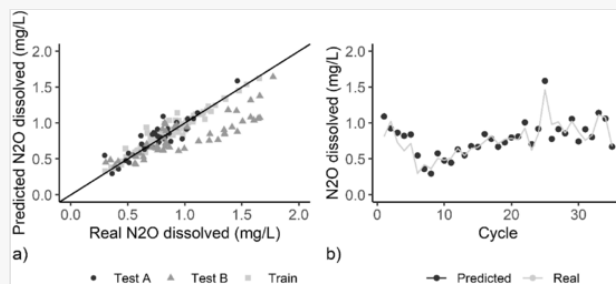 2.0
1.5
1.0
0.5
0.0
Predicted N2O dissolved (mg/L)
0.0 0.5 1.0 1.5 2.0
Real N2O dissolved (mg/L)
a)
Test A Test B Train
2.0
1.5
1.0
0.5
0.0
N2O dissolved (mg/L)
0 10 20 30
Cycle
b)
Predicted Real